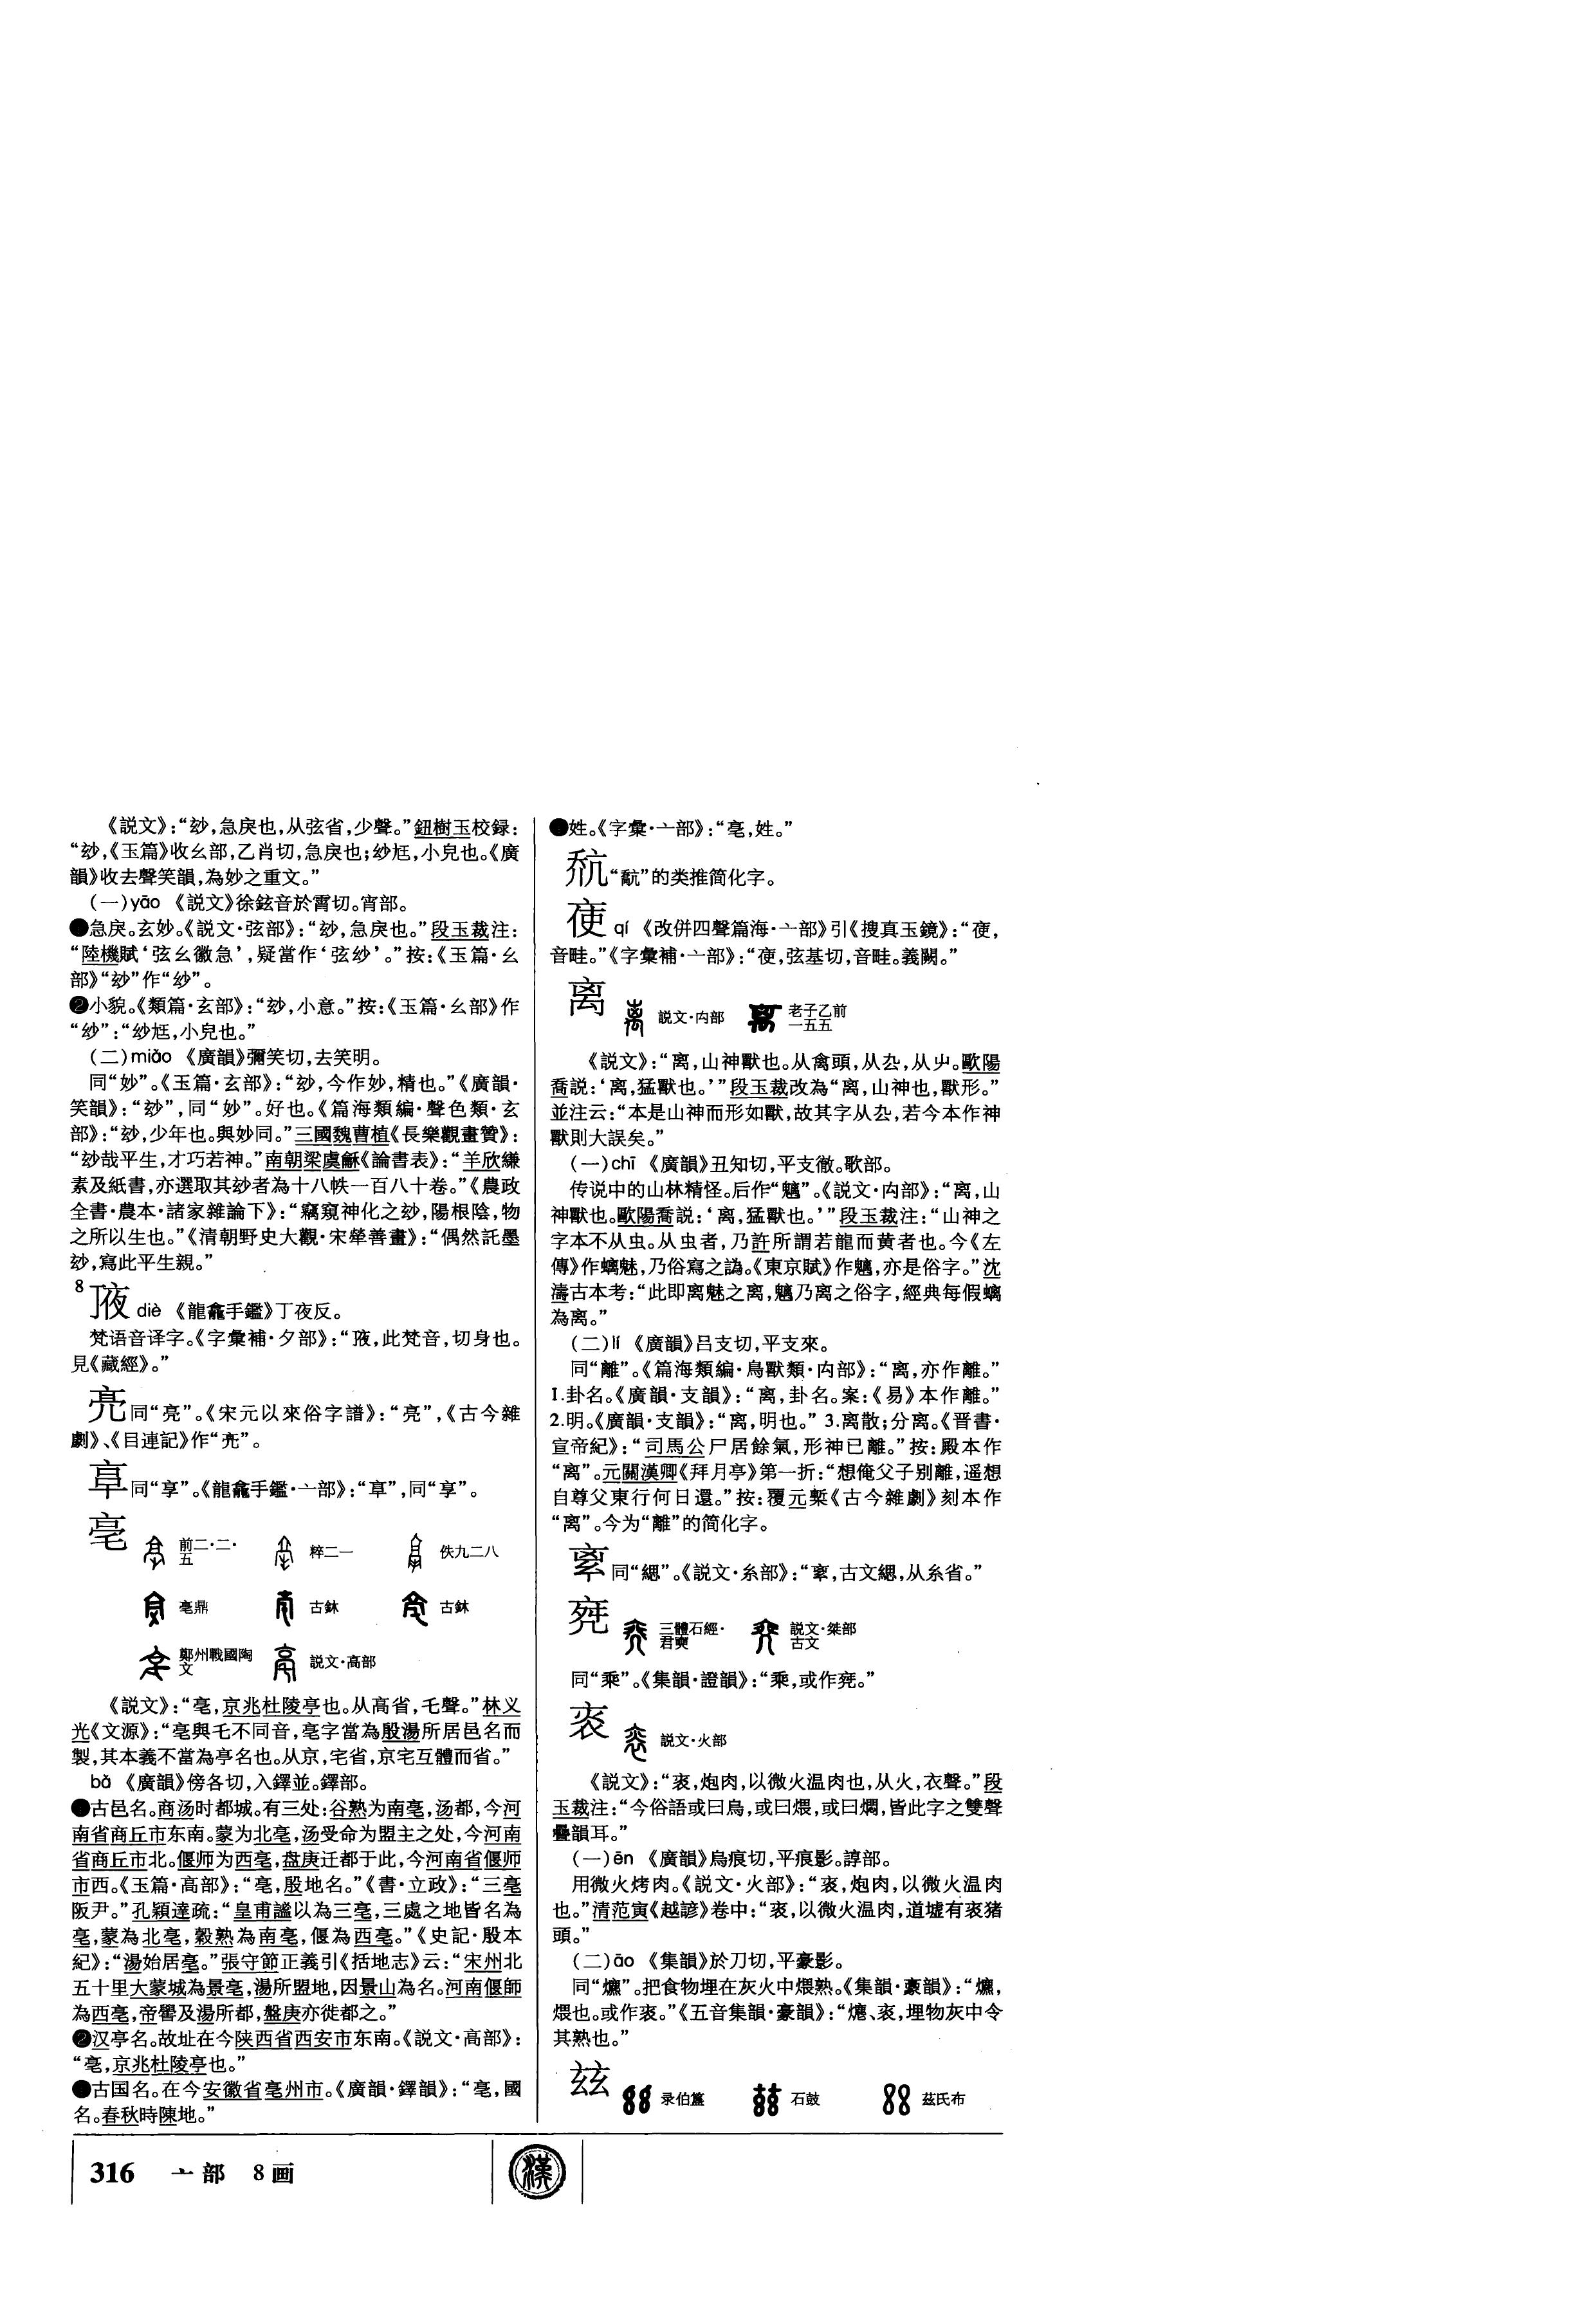 《説文》：“玅，急戾也，从弦省，少聲。”鈕樹玉校録：
“玅，《玉篇》收幺部，乙肖切，急戾也；纱尪，小皃也。《廣
韻》收去聲笑韻，為妙之重文。”
（一）yāo 《説文》徐鉉音於霄切。宵部。
❶急戾。玄妙。《説文·弦部》：“玅，急戾也。”段玉裁注：
“陸機賦‘弦幺徽急’，疑當作‘弦玅’。”按：《玉篇·幺
部》“玅”作“”。
❷小貌。《類篇·玄部》：“玅，小意。”按：《玉篇·幺部》作
“”：“尪，小皃也。”
（二）miǎo 《廣韻》彌笑切，去笑明。
同“妙”。《玉篇·玄部》：“玅，今作妙，精也。”《廣韻·
笑韻》：“玅”，同“妙”。好也。《篇海類編·聲色類·玄
部》：“玅，少年也。與妙同。”三國魏曹植《長樂觀畫贊》：
“玅哉平生，才巧若神。”南朝梁虞龢《論書表》：“羊欣縑
素及紙書，亦選取其玅者為十八帙一百八十卷。”《農政
全書·農本·諸家雜論下》：“竊窺神化之玅，陽根陰，物
之所以生也。”《清朝野史大觀·宋犖善畫》：“偶然託墨
玅，寫此平生親。”
8 diè 《龍龕手鑑》丁夜反。
梵语音译字。《字彙補·夕部》：“，此梵音，切身也。
見《藏經》。”
同“亮”。《宋元以來俗字譜》：“亮”，《古今雜
劇》、《目連記》作“”。
同“享”。《龍龕手鑑·亠部》：“”，同“享”。
亳 前二·二·五 粹二一 佚九二八
亳鼎 古鉥 古鉥
鄭州戰國陶文 説文·高部
《説文》：“亳，京兆杜陵亭也。从高省，乇聲。”林义
光《文源》：“亳與乇不同音，亳字當為殷湯所居邑名而
製，其本義不當為亭名也。从京，宅省，京宅互體而省。”
bó 《廣韻》傍各切，入鐸並。鐸部。
❶古邑名。商汤时都城。有三处：谷熟为南亳，汤都，今河
南省商丘市东南。蒙为北亳，汤受命为盟主之处，今河南
省商丘市北。偃师为西亳，盘庚迁都于此，今河南省偃师
市西。《玉篇·高部》：“亳，殷地名。”《書·立政》：“三亳
阪尹。”孔穎達疏：“皇甫謐以為三亳，三處之地皆名為
亳，蒙為北亳，穀熟為南亳，偃為西亳。”《史記·殷本
紀》：“湯始居亳。”張守節正義引《括地志》云：“宋州北
五十里大蒙城為景亳，湯所盟地，因景山為名。河南偃師
為西亳，帝嚳及湯所都，盤庚亦徙都之。”
❷汉亭名。故址在今陕西省西安市东南。《説文·高部》：
“亳，京兆杜陵亭也。”
❸古国名。在今安徽省亳州市。《廣韻·鐸韻》：“亳，國
名。春秋時陳地。”
❹姓。《字彙·亠部》：“亳，姓。”
“”的类推简化字。
qí 《改併四聲篇海·亠部》引《搜真玉鏡》：“，
音畦。”《字彙補·亠部》：“，弦基切，音畦。義闕。”
离 説文·禸部 老子乙前一五五
《説文》：“离，山神獸也。从禽頭，从厹，从屮。歐陽
喬説：‘离，猛獸也。’”段玉裁改為“离，山神也，獸形。”
並注云：“本是山神而形如獸，故其字从厹，若今本作神
獸則大誤矣。”
（一）chī 《廣韻》丑知切，平支徹。歌部。
传说中的山林精怪。后作“魑”。《説文·禸部》：“离，山
神獸也。歐陽喬説：‘离，猛獸也。’”段玉裁注：“山神之
字本不从虫。从虫者，乃許所謂若龍而黄者也。今《左
傳》作螭魅，乃俗寫之譌。《東京賦》作魑，亦是俗字。”沈
濤古本考：“此即离魅之离，魑乃离之俗字，經典每假螭
為离。”
（二）lí 《廣韻》吕支切，平支來。
同“離”。《篇海類編·鳥獸類·禸部》：“离，亦作離。”
1.卦名。《廣韻·支韻》：“离，卦名。案：《易》本作離。”
2.明。《廣韻·支韻》：“离，明也。” 3.离散；分离。《晋書·
宣帝紀》：“司馬公尸居餘氣，形神已離。”按：殿本作
“离”。元關漢卿《拜月亭》第一折：“想俺父子别離，遥想
自尊父東行何日還。”按：覆元槧《古今雜劇》刻本作
“离”。今为“離”的简化字。
同“緦”。《説文·糸部》：“，古文緦，从糸省。”
三體石經·君奭 説文·桀部古文
同“乘”。《集韻·證韻》：“乘，或作。”
衮 説文·火部
《説文》：“，炮肉，以微火温肉也，从火，衣聲。”段
玉裁注：“今俗語或曰烏，或曰煨，或曰燜，皆此字之雙聲
疊韻耳。”
（一）ēn 《廣韻》烏痕切，平痕影。諄部。
用微火烤肉。《説文·火部》：“，炮肉，以微火温肉
也。”清范寅《越諺》卷中：“，以微火温肉，道墟有猪
頭。”
（二）āo 《集韻》於刀切，平豪影。
同“爊”。把食物埋在灰火中煨熟。《集韻·豪韻》：“爊，
煨也。或作。”《五音集韻·豪韻》：“、，埋物灰中令
其熟也。”
玆 录伯簋 石鼓 茲氏布
316 亠部 8画
漢